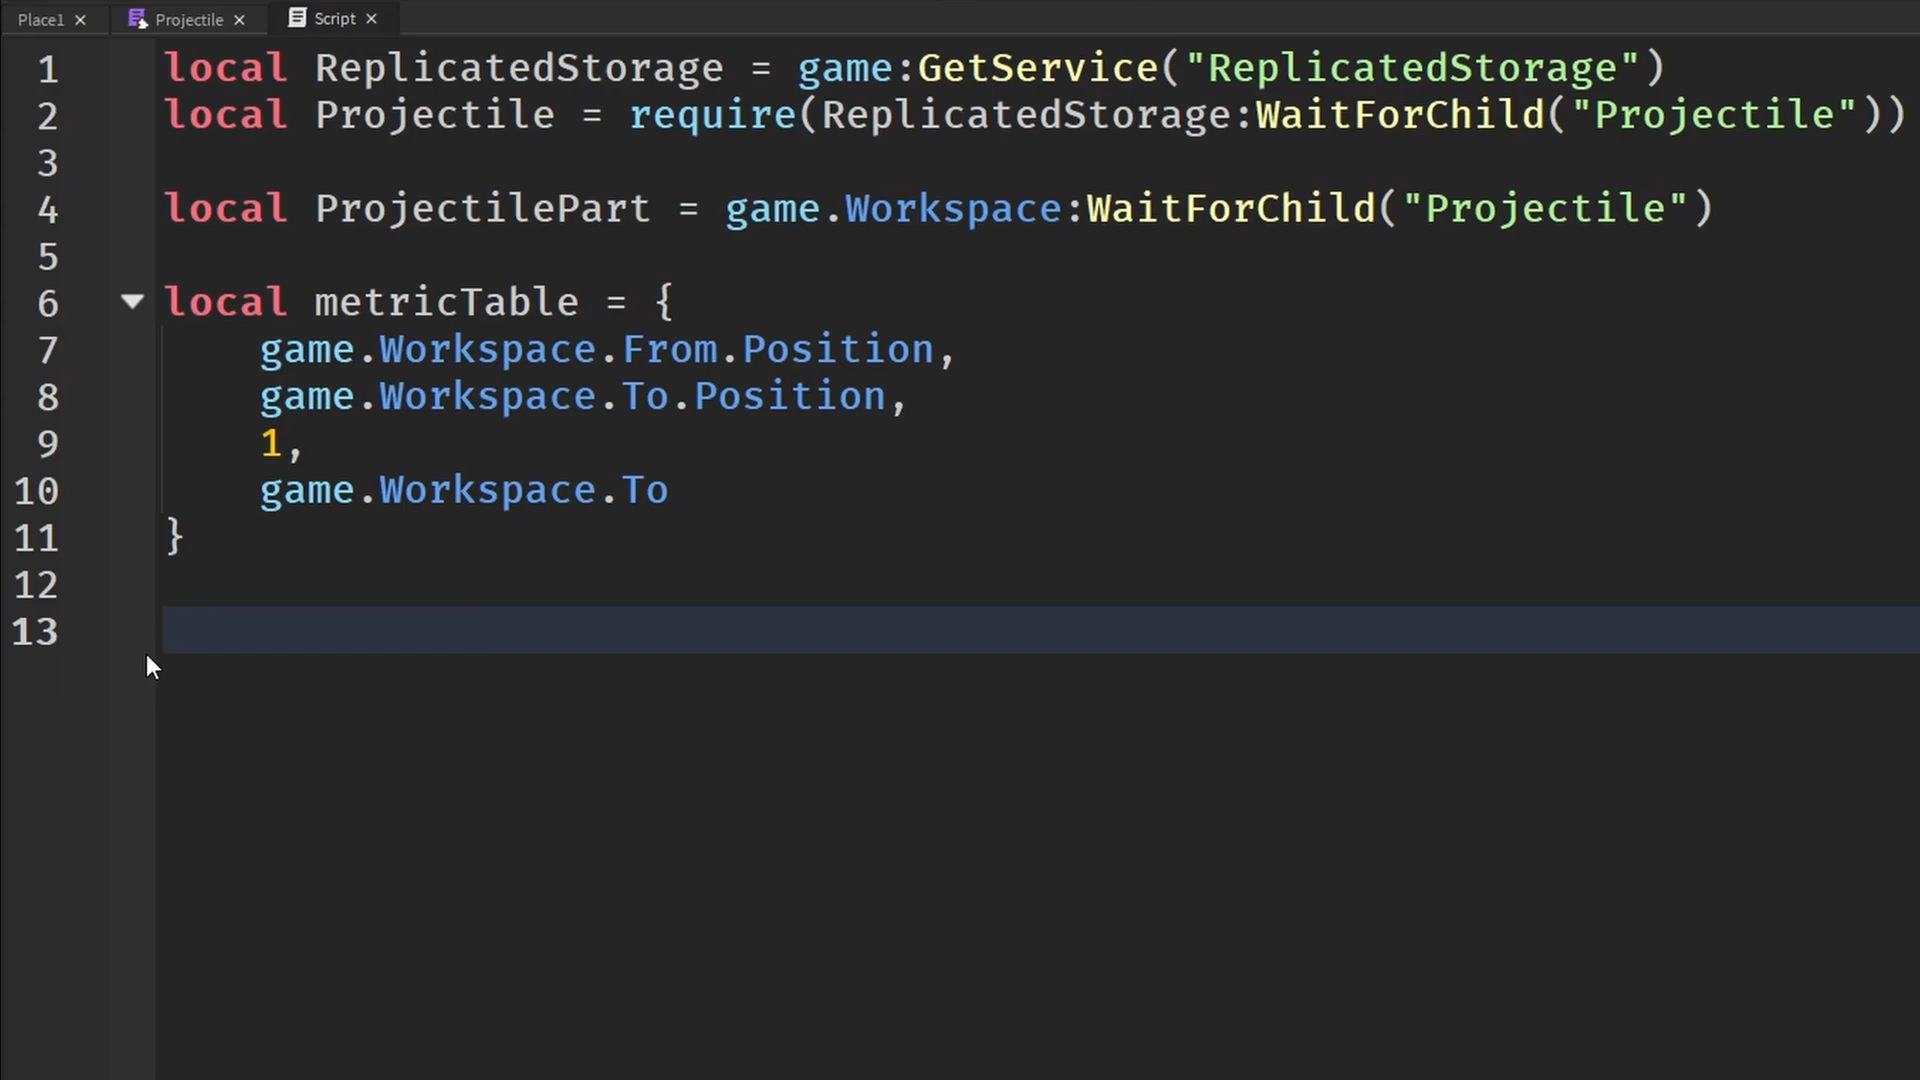 Place1 Projectile Script
1 local ReplicatedStorage = game:GetService("ReplicatedStorage")
2 local Projectile = require(ReplicatedStorage:WaitForChild("Projectile"))
3
4 local ProjectilePart = game.Workspace:WaitForChild("Projectile")
5
6 local metricTable = {
7 game.Workspace.From.Position,
8 game.Workspace.To.Position,
9 1,
10 game.Workspace.To
11 }
12
13